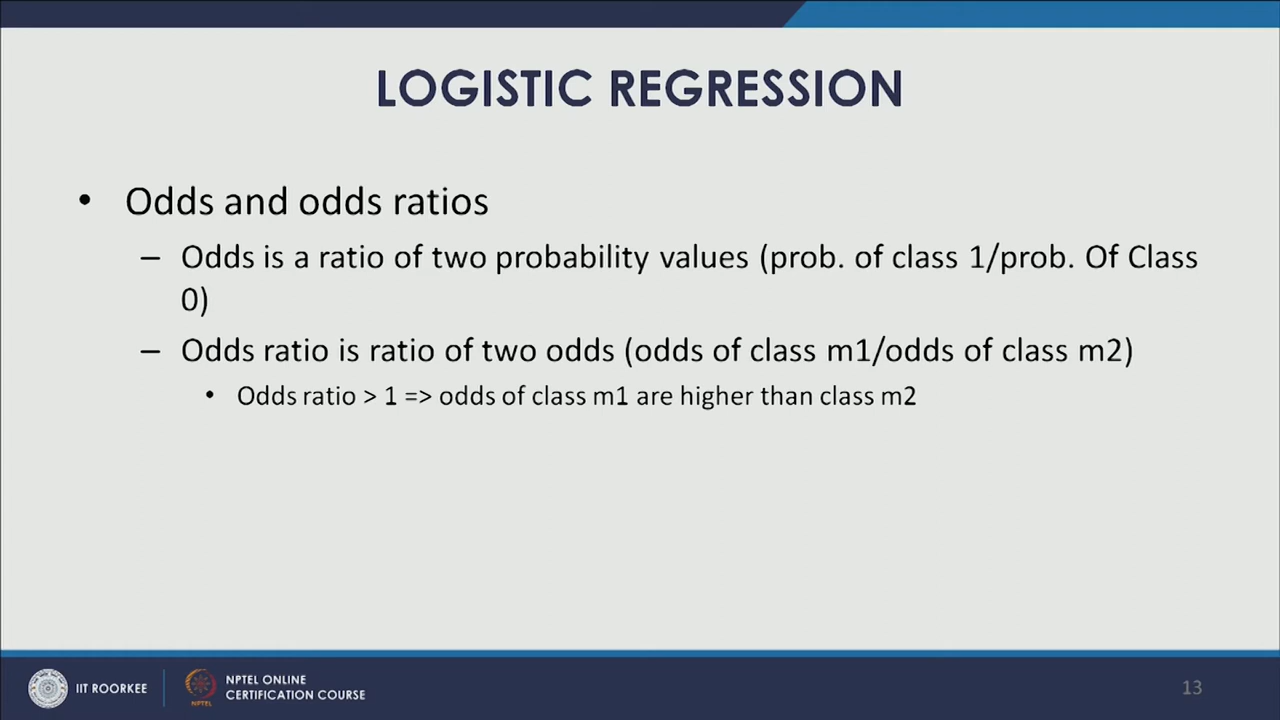 LOGISTIC REGRESSION
• Odds and odds ratios
– Odds is a ratio of two probability values (prob. of class 1/prob. Of Class
0)
– Odds ratio is ratio of two odds (odds of class m1/odds of class m2)
• Odds ratio > 1 => odds of class m1 are higher than class m2
IIT ROORKEE
NPTEL
NPTEL ONLINE
CERTIFICATION COURSE
13